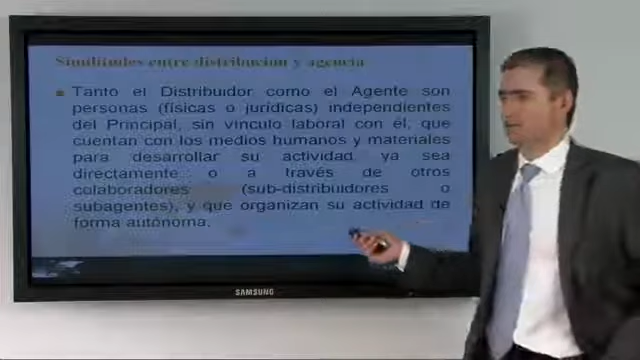 Similitudes entre distribucion y agencia
Tanto el Distribuidor como el Agente son
personas (físicas o jurídicas) independientes
del Principal, sin vínculo laboral con él, que
cuentan con los medios humanos y materiales
para desarrollar su actividad, ya sea
directamente o a través de otros
colaboradores (sub-distribuidores o
subagentes), y que organizan su actividad de
forma autónoma.
SAMSUNG